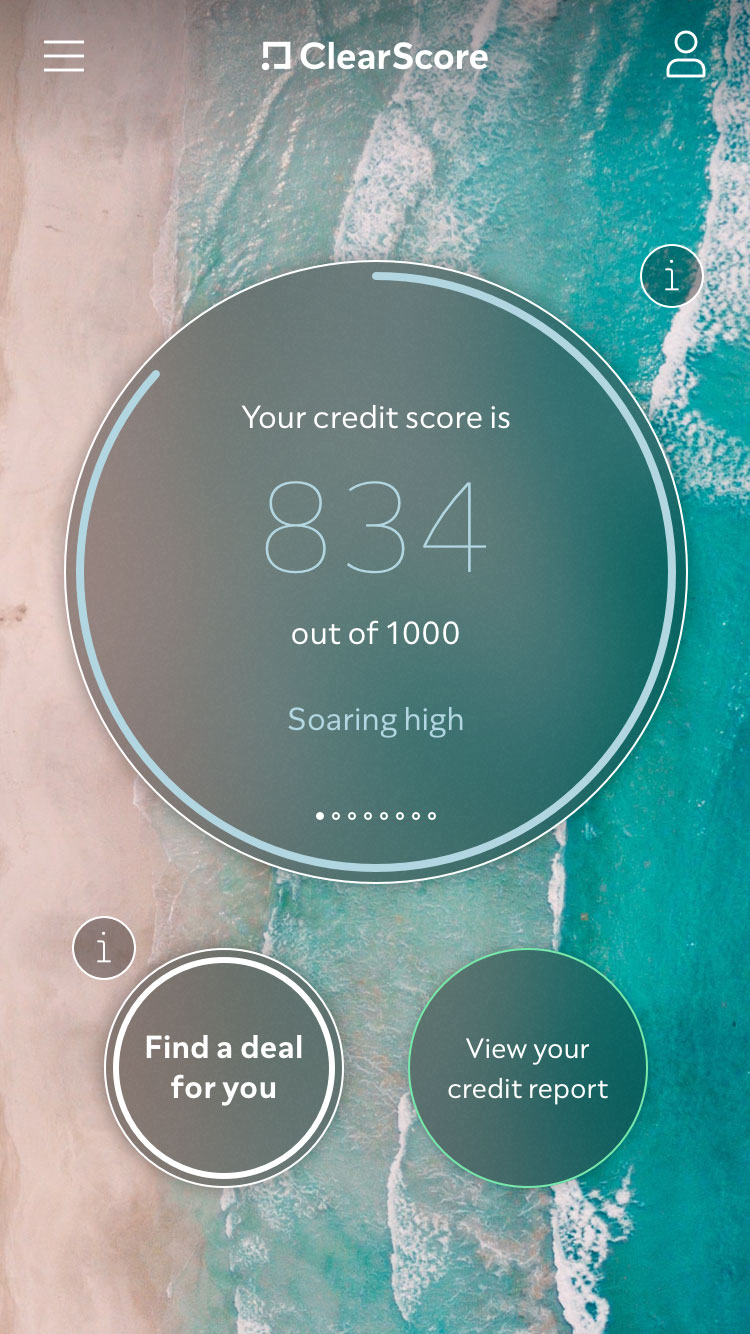 ClearScore
i
Your credit score is
834
out of 1000
Soaring high
i
Find a deal
for you
View your
credit report